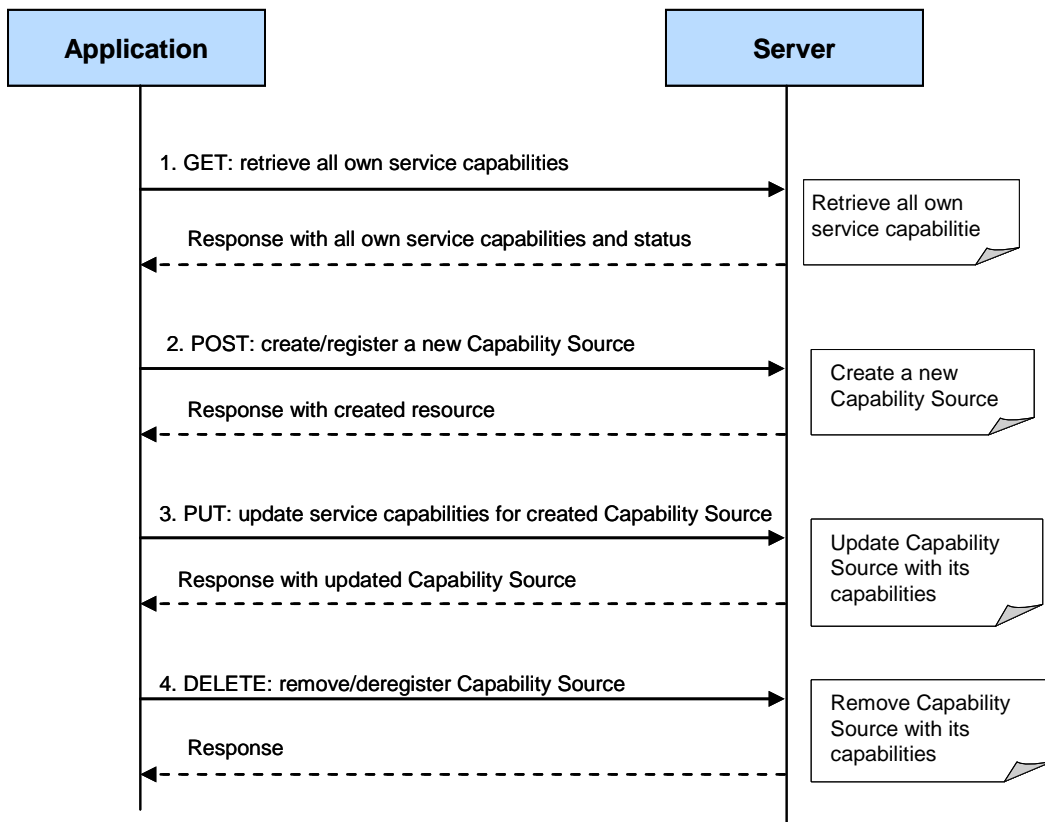 Application
Server
1. GET: retrieve all own service capabilities
Retrieve all own
service capabilitie
Response with all own service capabilities and status
2. POST: create/register a new Capability Source
Create a new
Capability Source
Response with created resource
3. PUT: update service capabilities for created Capability Source
Update Capability
Source with its
capabilities
Response with updated Capability Source
4. DELETE: remove/deregister Capability Source
Remove Capability
Source with its
capabilities
Response